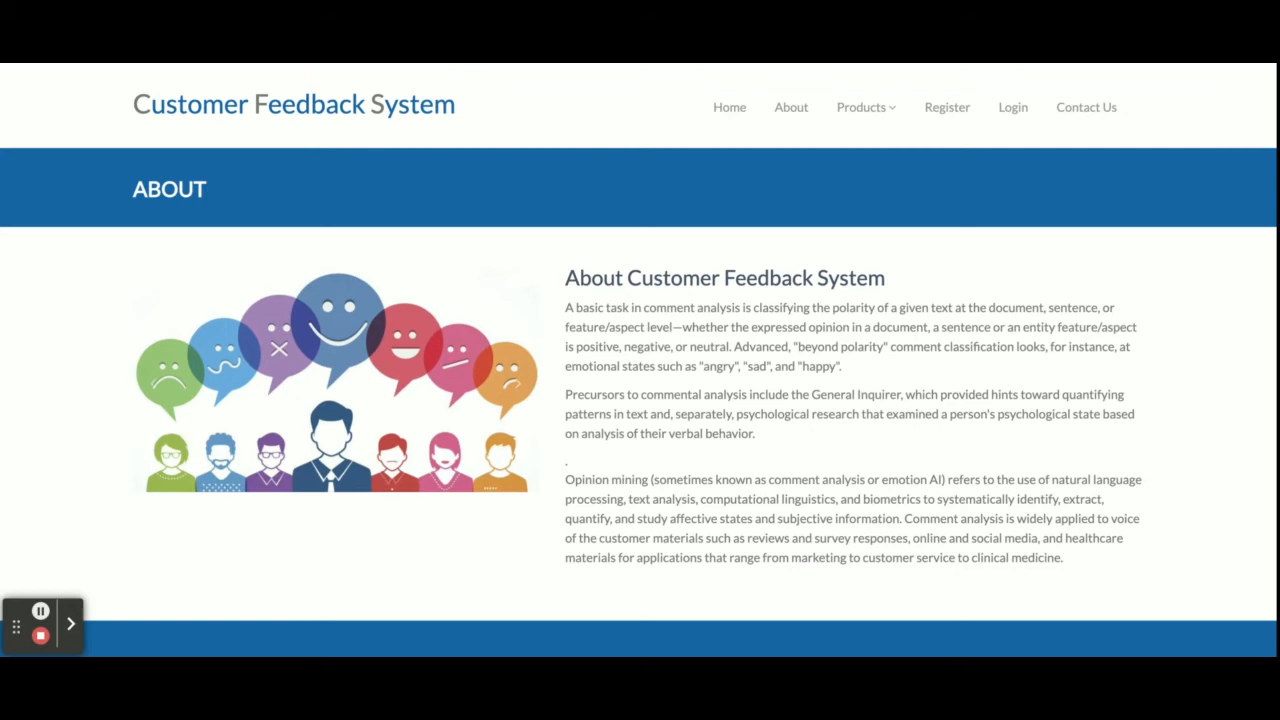 Customer Feedback System
Home About Products Register Login Contact Us
ABOUT
About Customer Feedback System
A basic task in comment analysis is classifying the polarity of a given text at the document, sentence, or
feature/aspect level—whether the expressed opinion in a document, a sentence or an entity feature/aspect
is positive, negative, or neutral. Advanced, "beyond polarity" comment classification looks, for instance, at
emotional states such as "angry", "sad", and "happy".
Precursors to commental analysis include the General Inquirer, which provided hints toward quantifying
patterns in text and, separately, psychological research that examined a person's psychological state based
on analysis of their verbal behavior.
.
Opinion mining (sometimes known as comment analysis or emotion AI) refers to the use of natural language
processing, text analysis, computational linguistics, and biometrics to systematically identify, extract,
quantify, and study affective states and subjective information. Comment analysis is widely applied to voice
of the customer materials such as reviews and survey responses, online and social media, and healthcare
materials for applications that range from marketing to customer service to clinical medicine.